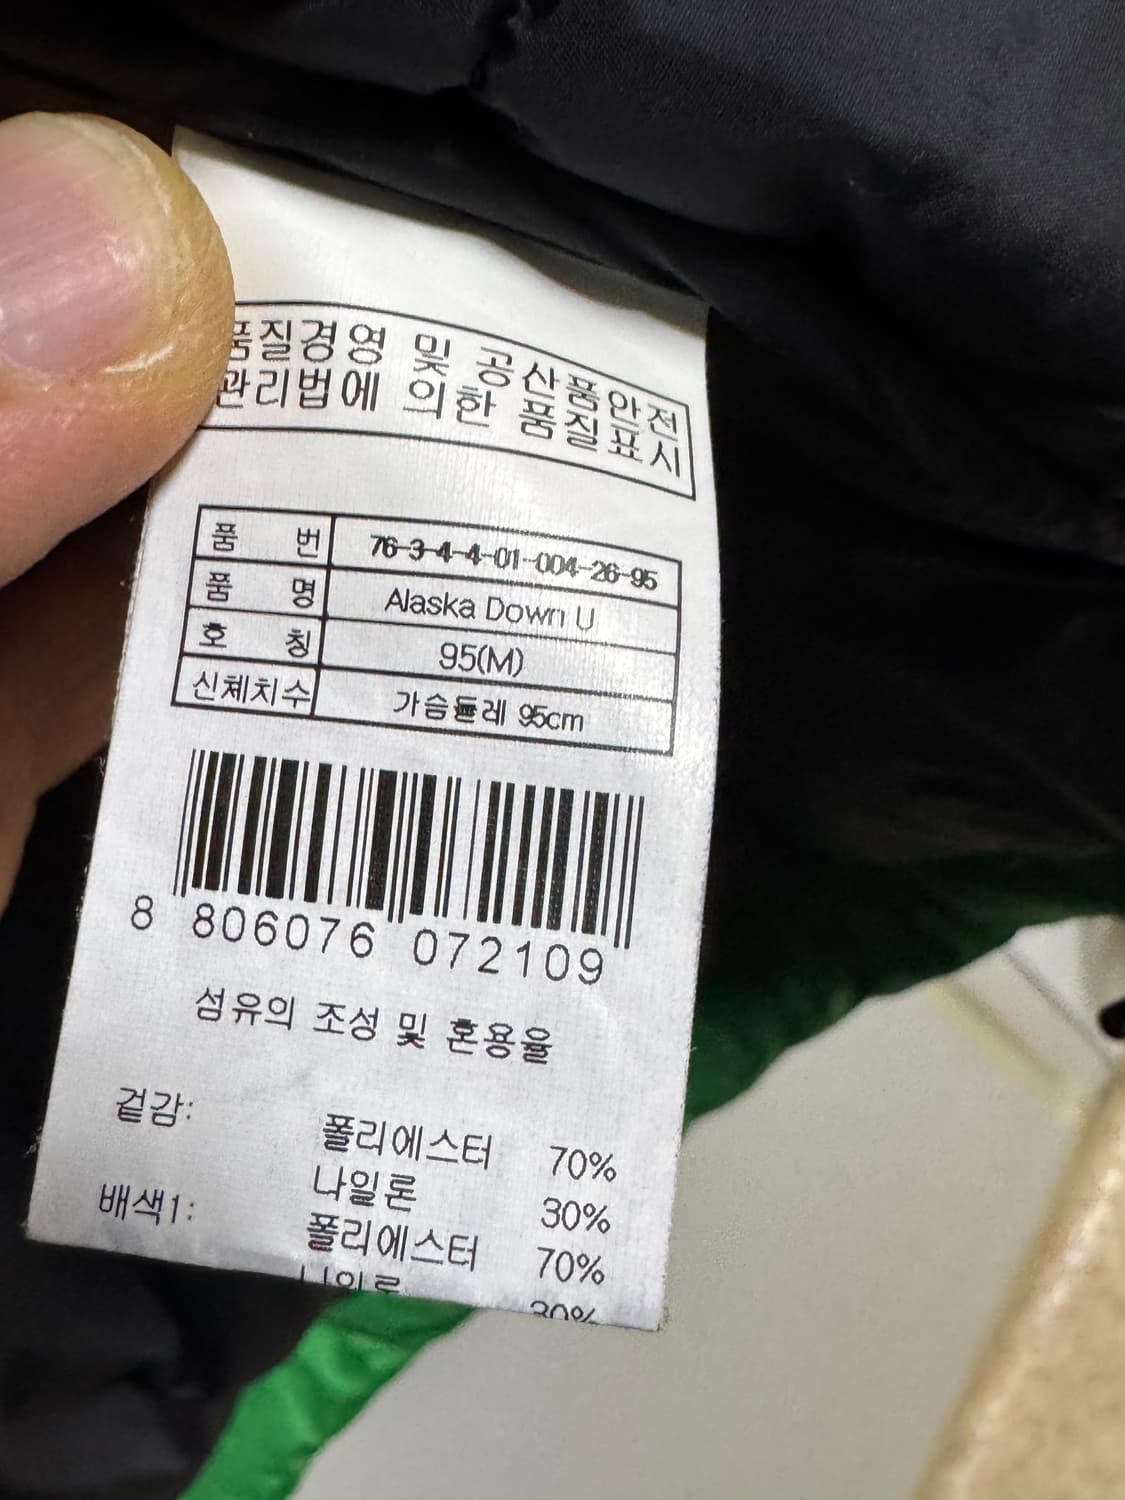 품질경영 및 공산품안전
관리법에 의한 품질표시
품 번 76-3-4-4-01-004-26-95
품 명 Alaska Down U
호 칭 95(M)
신체치수 가슴둘레 95cm
8 806076 072109
섬유의 조성 및 혼용율
겉감: 폴리에스터 70%
나일론 30%
배색1: 폴리에스터 70%
나일론 30%